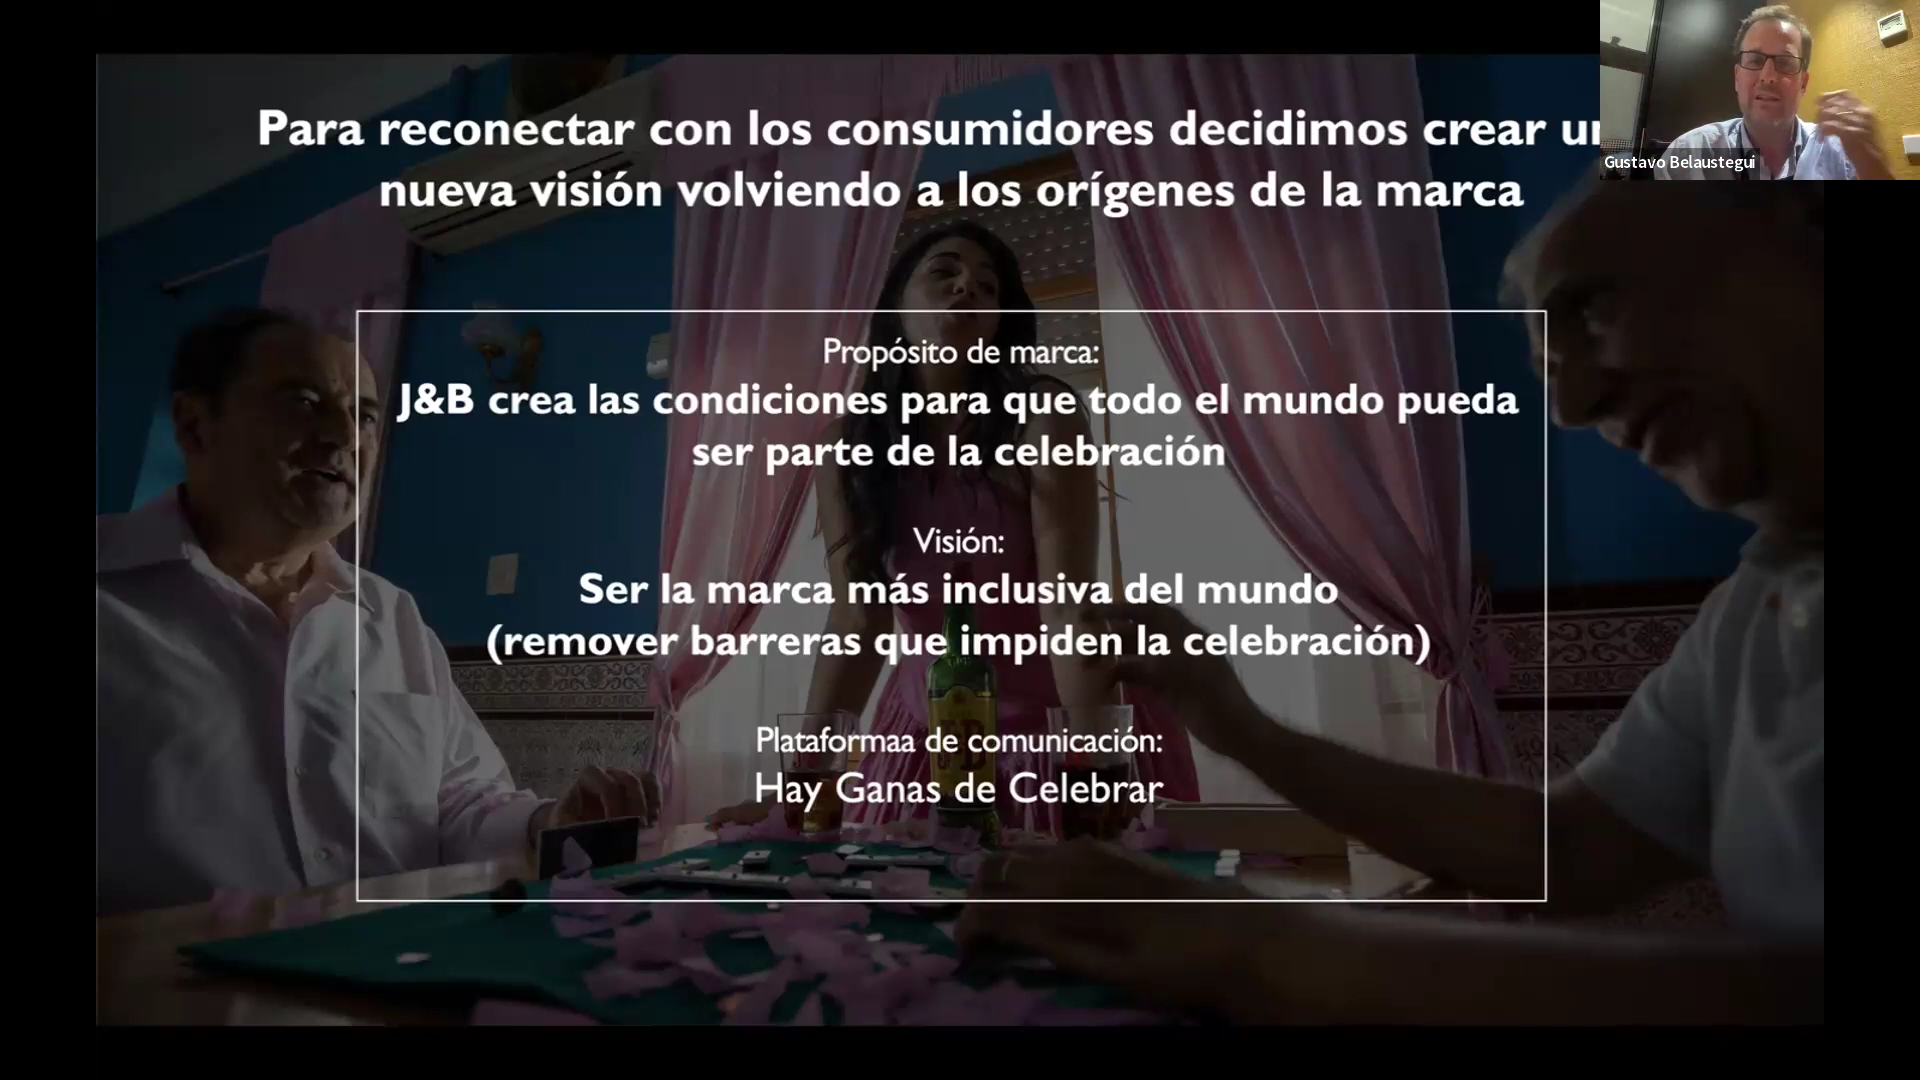 Para reconectar con los consumidores decidimos crear
nueva visión volviendo a los orígenes de la marca
Gustavo Belaustegui
Propósito de marca:
J&B crea las condiciones para que todo el mundo pueda
ser parte de la celebración
Visión:
Ser la marca más inclusiva del mundo
(remover barreras que impiden la celebración)
Plataformaa de comunicación:
Hay Ganas de Celebrar
J&B